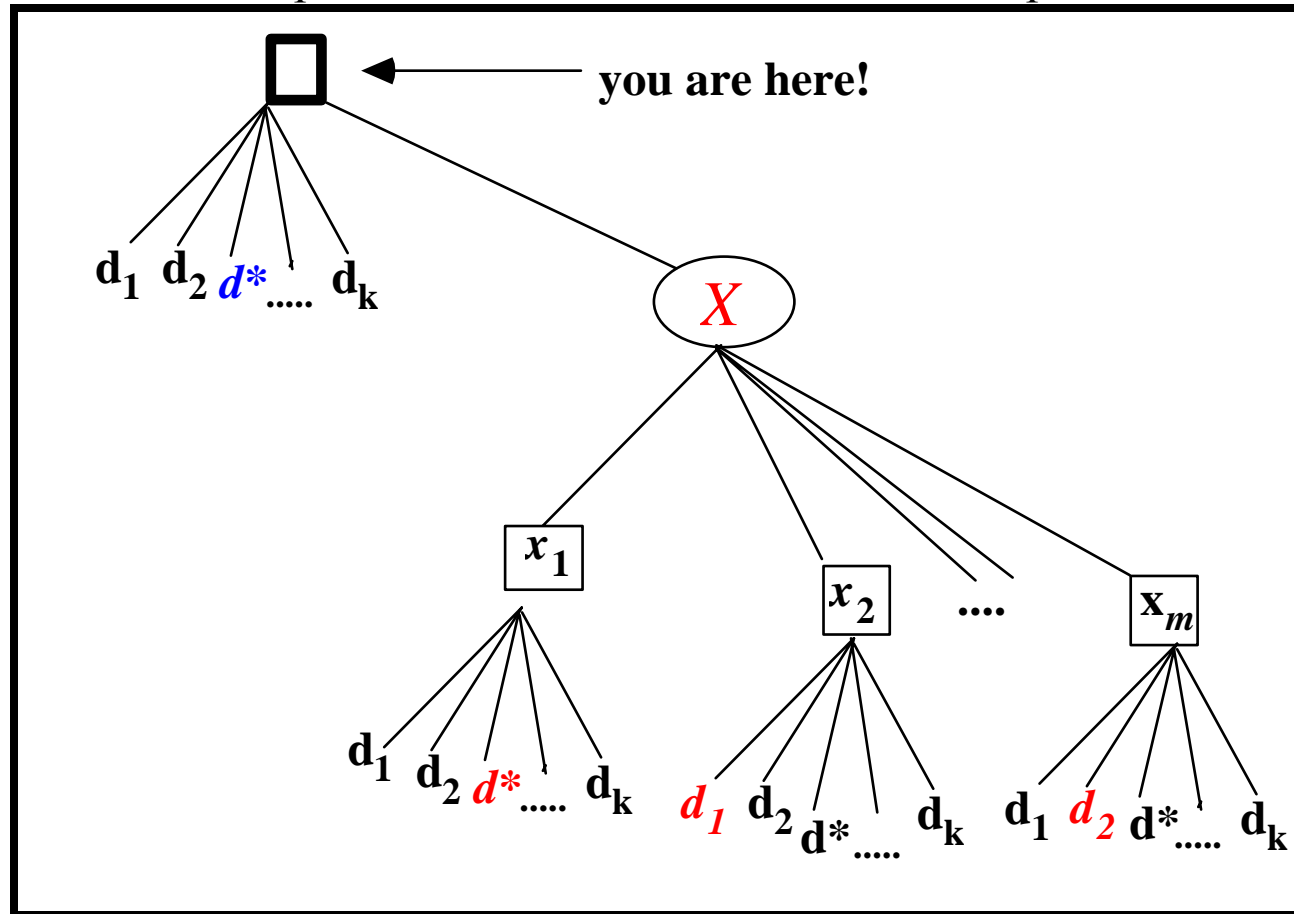 you are here!
d1 d2 d* ..... dk
X
x1
x2 .... xm
d1 d2 d* ..... dk
d1 d2 d* ..... dk
d1 d2 d* ..... dk